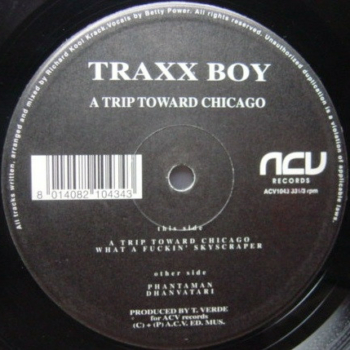 All tracks written, arranged and mixed by Richard Kool Krack. Vocals by Betty Power. All rights reserved. Unauthorised duplication is a violation of applicable laws.
TRAXX BOY
A TRIP TOWARD CHICAGO
ACV
RECORDS
ACV1043 33 1/3 rpm
8 014082 104343
this side
A TRIP TOWARD CHICAGO
WHAT A FUCKIN' SKYSCRAPER
other side
PHANTAMAN
DHANVATARI
PRODUCED BY T. VERDE
for ACV records
(C) + (P) A.C.V. ED. MUS.